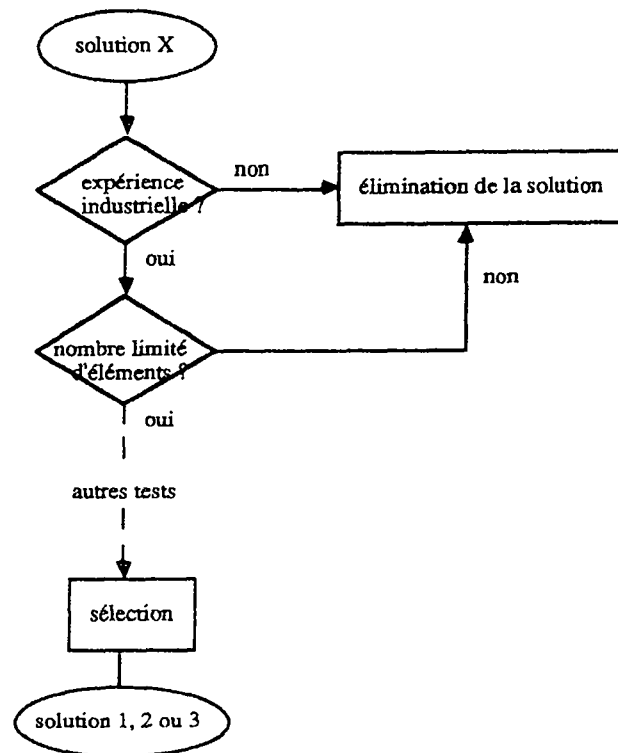 solution X
expérience
industrielle ?
non
élimination de la solution
oui
non
nombre limité
d'éléments ?
oui
autres tests
sélection
solution 1, 2 ou 3